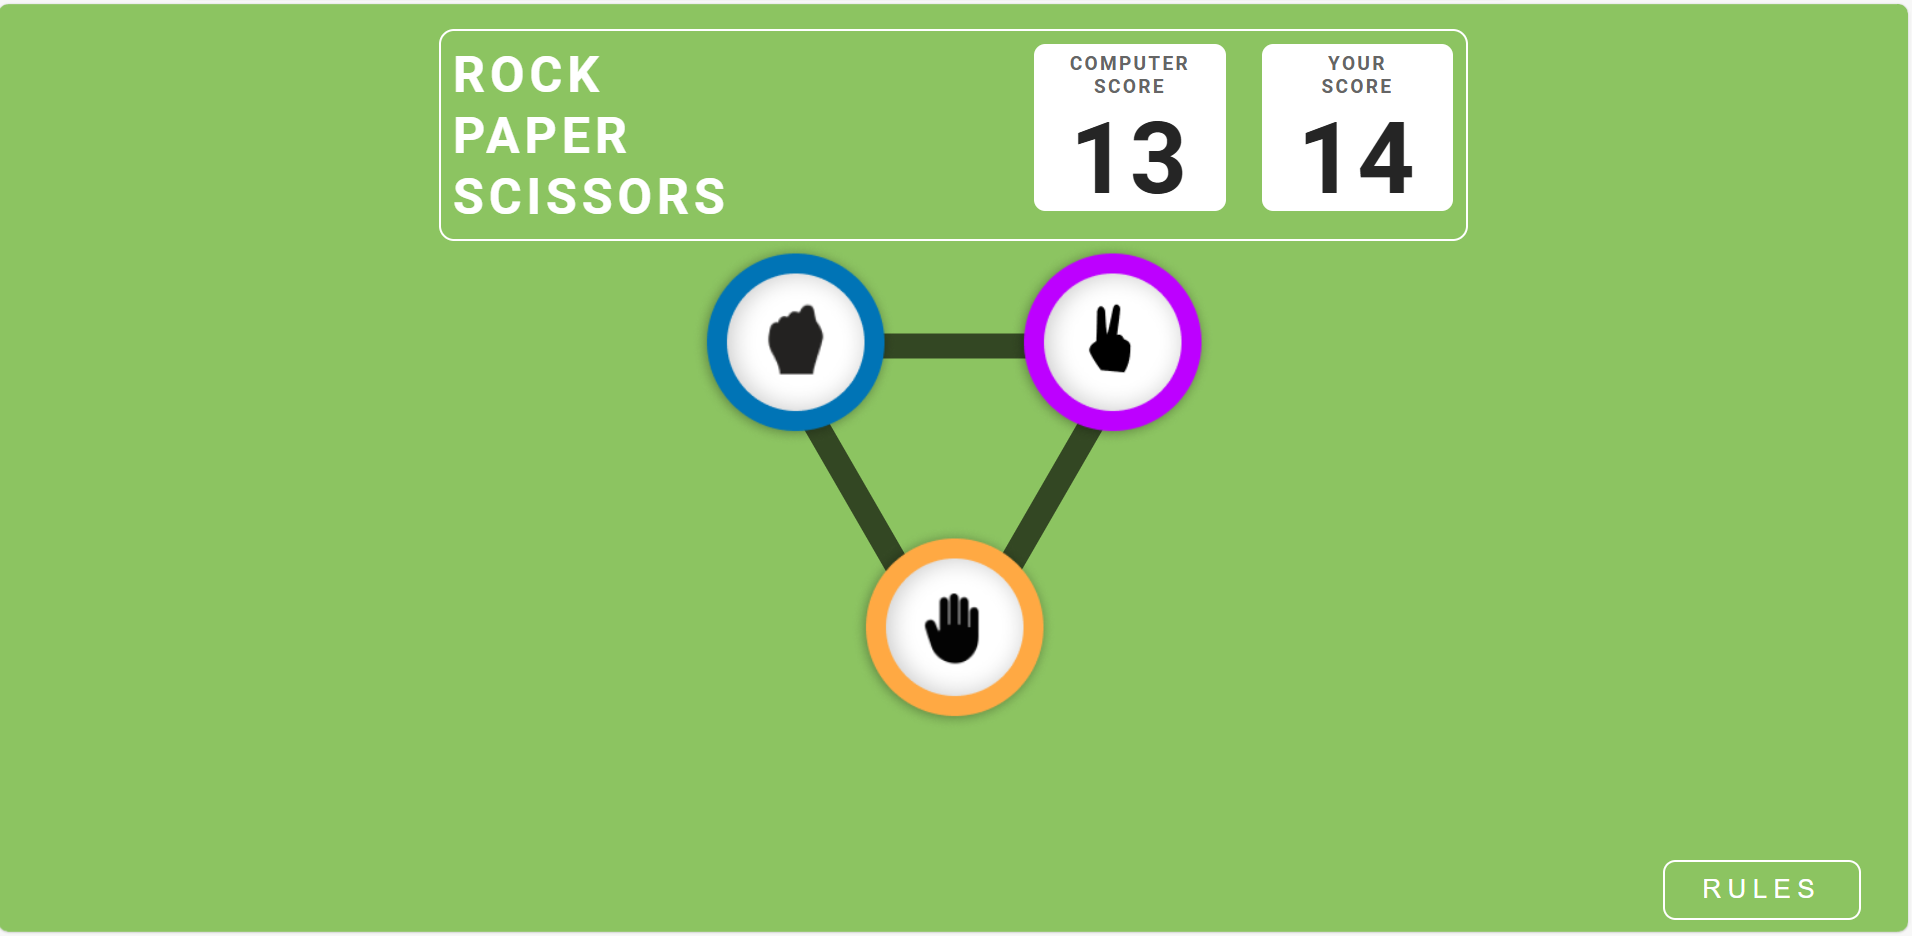 ROCK
PAPER
SCISSORS
COMPUTER
SCORE
13
YOUR
SCORE
14
RULES